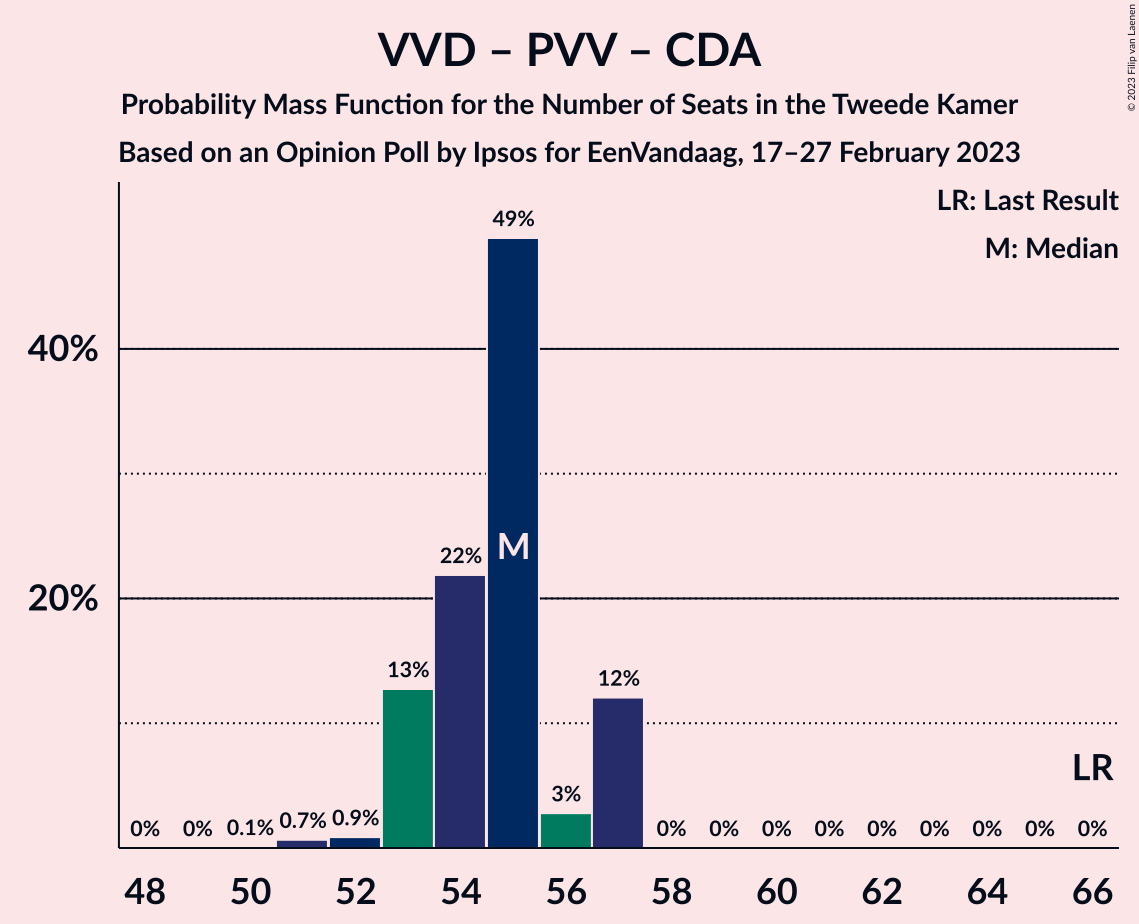 VVD – PVV – CDA
Probability Mass Function for the Number of Seats in the Tweede Kamer
Based on an Opinion Poll by Ipsos for EenVandaag, 17–27 February 2023
© 2023 Filip van Laenen
LR: Last Result
M: Median
49%
40%
M
22%
20%
13%
12%
LR
3%
0% 0% 0.1% 0.7% 0.9% 0% 0% 0% 0% 0% 0% 0% 0% 0%
48 50 52 54 56 58 60 62 64 66